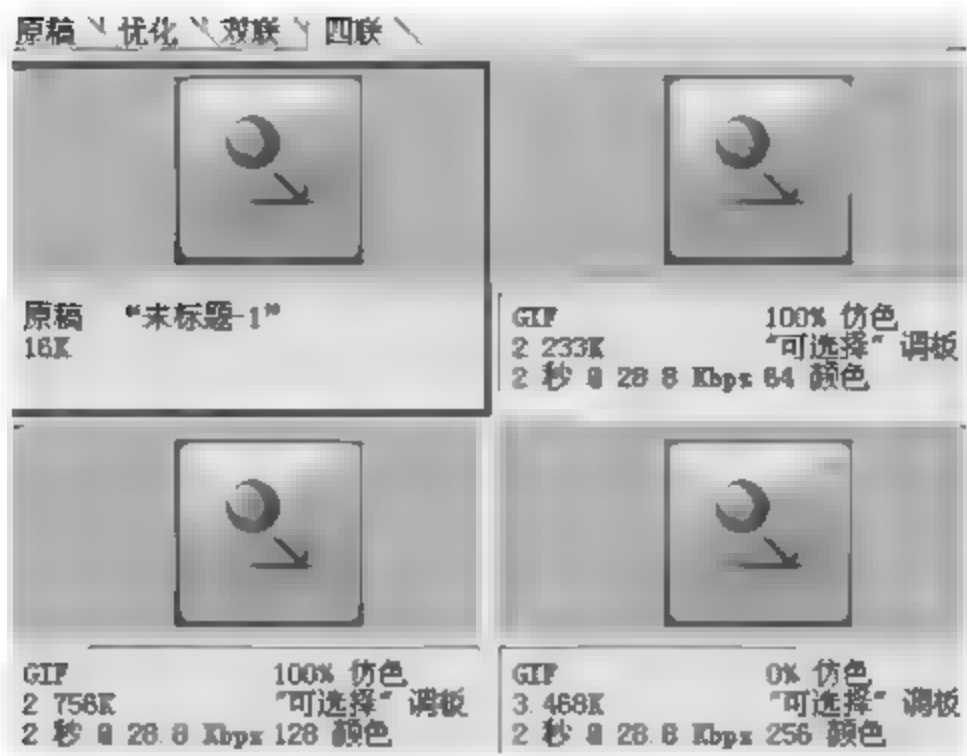 原稿 优化 双联 四联
原稿 “未标题-1”
16K
GIF 100% 仿色
2 233K “可选择” 调板
2 秒 @ 28 8 Kbps 64 颜色
GIF 100% 仿色
2 758K “可选择” 调板
2 秒 @ 28.8 Kbps 128 颜色
GIF 0% 仿色
3.468K “可选择” 调板
2 秒 @ 28.8 Kbps 256 颜色